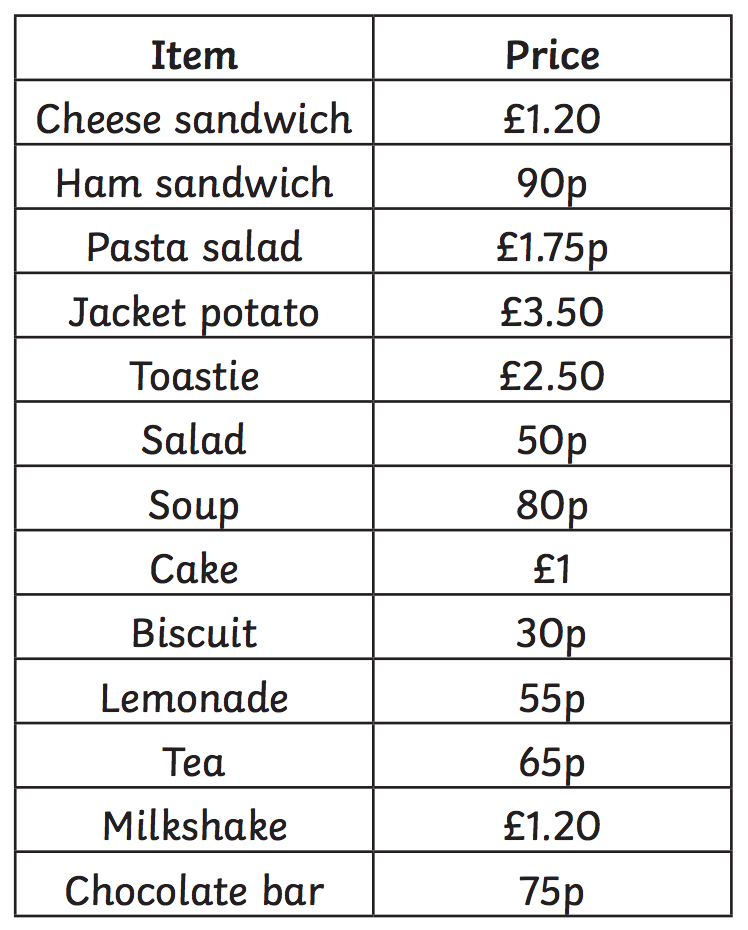 Item Price
Cheese sandwich £1.20
Ham sandwich 90p
Pasta salad £1.75p
Jacket potato £3.50
Toastie £2.50
Salad 50p
Soup 80p
Cake £1
Biscuit 30p
Lemonade 55p
Tea 65p
Milkshake £1.20
Chocolate bar 75p